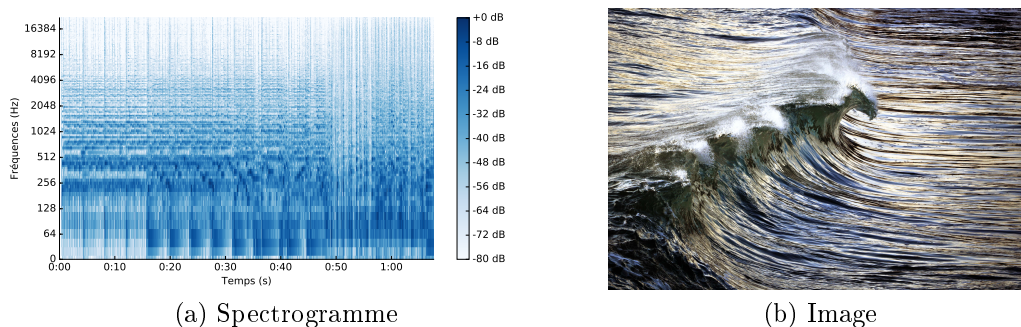 16384
8192
4096
2048
1024
512
256
128
64
0
Fréquences (Hz)
0:00 0:10 0:20 0:30 0:40 0:50 1:00
Temps (s)
+0 dB
-8 dB
-16 dB
-24 dB
-32 dB
-40 dB
-48 dB
-56 dB
-64 dB
-72 dB
-80 dB
(a) Spectrogramme
(b) Image